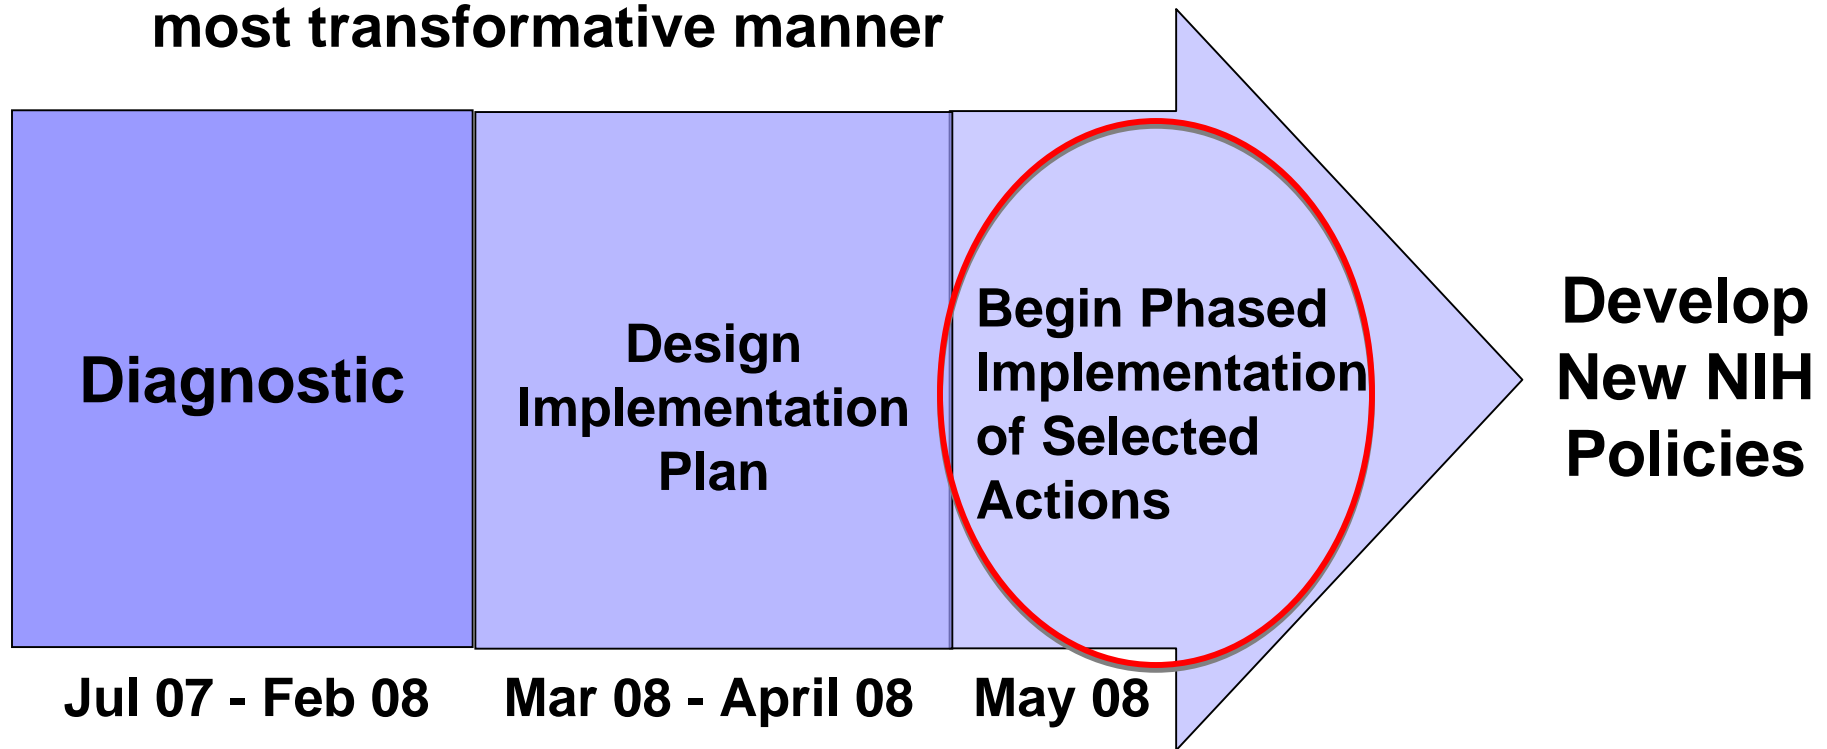 most transformative manner
Diagnostic
Design
Implementation
Plan
Begin Phased
Implementation
of Selected
Actions
Develop
New NIH
Policies
Jul 07 - Feb 08
Mar 08 - April 08
May 08